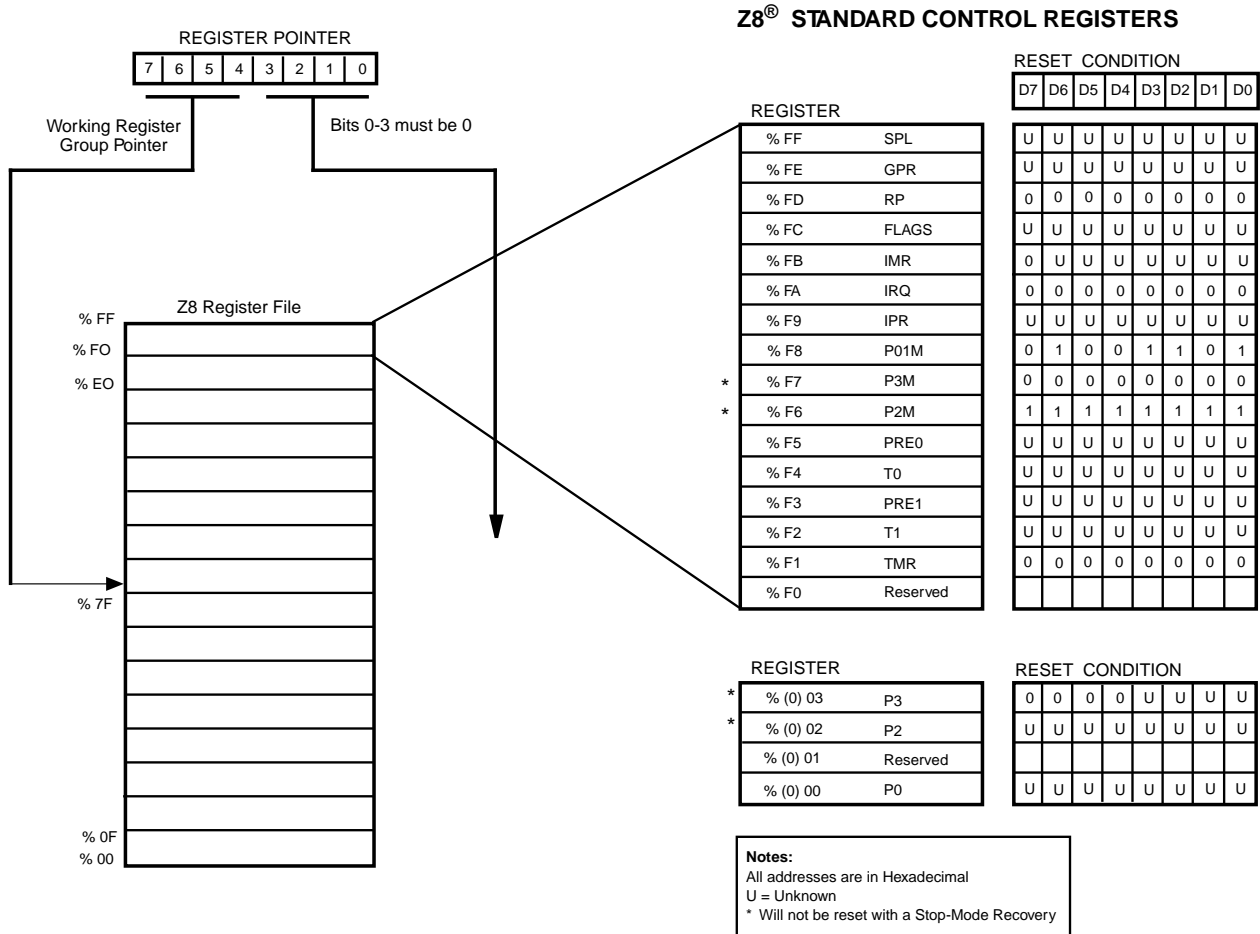 Z8® STANDARD CONTROL REGISTERS
REGISTER POINTER
7 6 5 4 3 2 1 0
Working Register
Group Pointer
Bits 0-3 must be 0
Z8 Register File
% FF
% FO
% EO
% 7F
% 0F
% 00
RESET CONDITION
D7 D6 D5 D4 D3 D2 D1 D0
REGISTER
% FF SPL U U U U U U U U
% FE GPR U U U U U U U U
% FD RP 0 0 0 0 0 0 0 0
% FC FLAGS U U U U U U U U
% FB IMR 0 U U U U U U U
% FA IRQ 0 0 0 0 0 0 0 0
% F9 IPR U U U U U U U U
% F8 P01M 0 1 0 0 1 1 0 1
* % F7 P3M 0 0 0 0 0 0 0 0
* % F6 P2M 1 1 1 1 1 1 1 1
% F5 PRE0 U U U U U U U U
% F4 T0 U U U U U U U U
% F3 PRE1 U U U U U U U U
% F2 T1 U U U U U U U U
% F1 TMR 0 0 0 0 0 0 0 0
% F0 Reserved
REGISTER RESET CONDITION
* % (0) 03 P3 0 0 0 0 U U U U
* % (0) 02 P2 U U U U U U U U
% (0) 01 Reserved
% (0) 00 P0 U U U U U U U U
Notes:
All addresses are in Hexadecimal
U = Unknown
* Will not be reset with a Stop-Mode Recovery